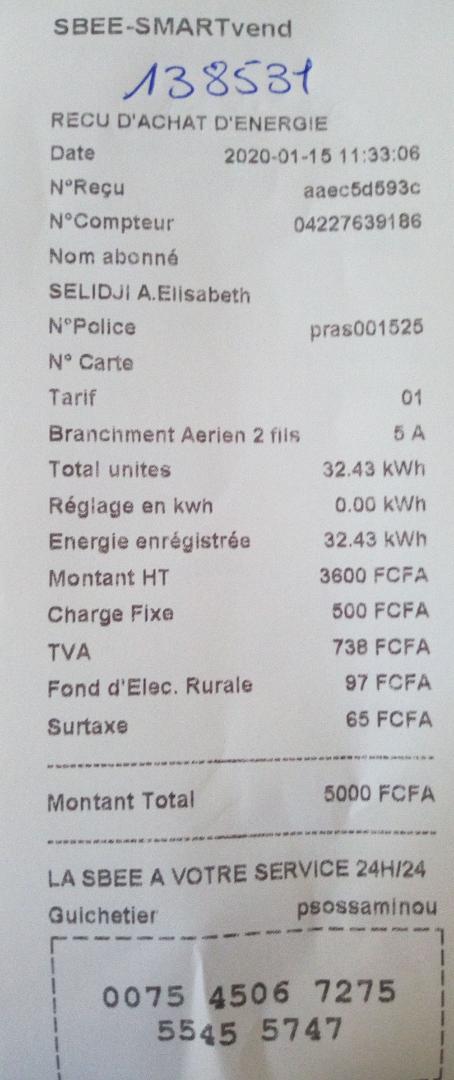 SBEE-SMARTvend
138531
RECU D'ACHAT D'ENERGIE
Date 2020-01-15 11:33:06
N°Reçu aaec5d593c
N°Compteur 04227639186
Nom abonné
SELIDJI A.Elisabeth
N°Police pras001525
N° Carte
Tarif 01
Branchment Aerien 2 fils 5 A
Total unites 32.43 kWh
Réglage en kwh 0.00 kWh
Energie enrégistrée 32.43 kWh
Montant HT 3600 FCFA
Charge Fixe 500 FCFA
TVA 738 FCFA
Fond d'Elec. Rurale 97 FCFA
Surtaxe 65 FCFA
Montant Total 5000 FCFA
LA SBEE A VOTRE SERVICE 24H/24
Guichetier psossaminou
0075 4506 7275
5545 5747